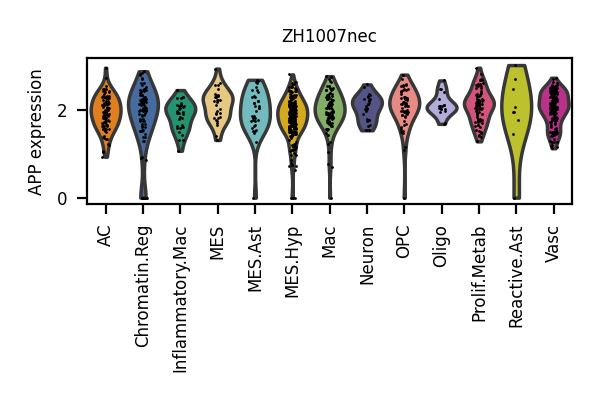 ZH1007nec
APP expression
2
0
AC
Chromatin.Reg
Inflammatory.Mac
MES
MES.Ast
MES.Hyp
Mac
Neuron
OPC
Oligo
Prolif.Metab
Reactive.Ast
Vasc